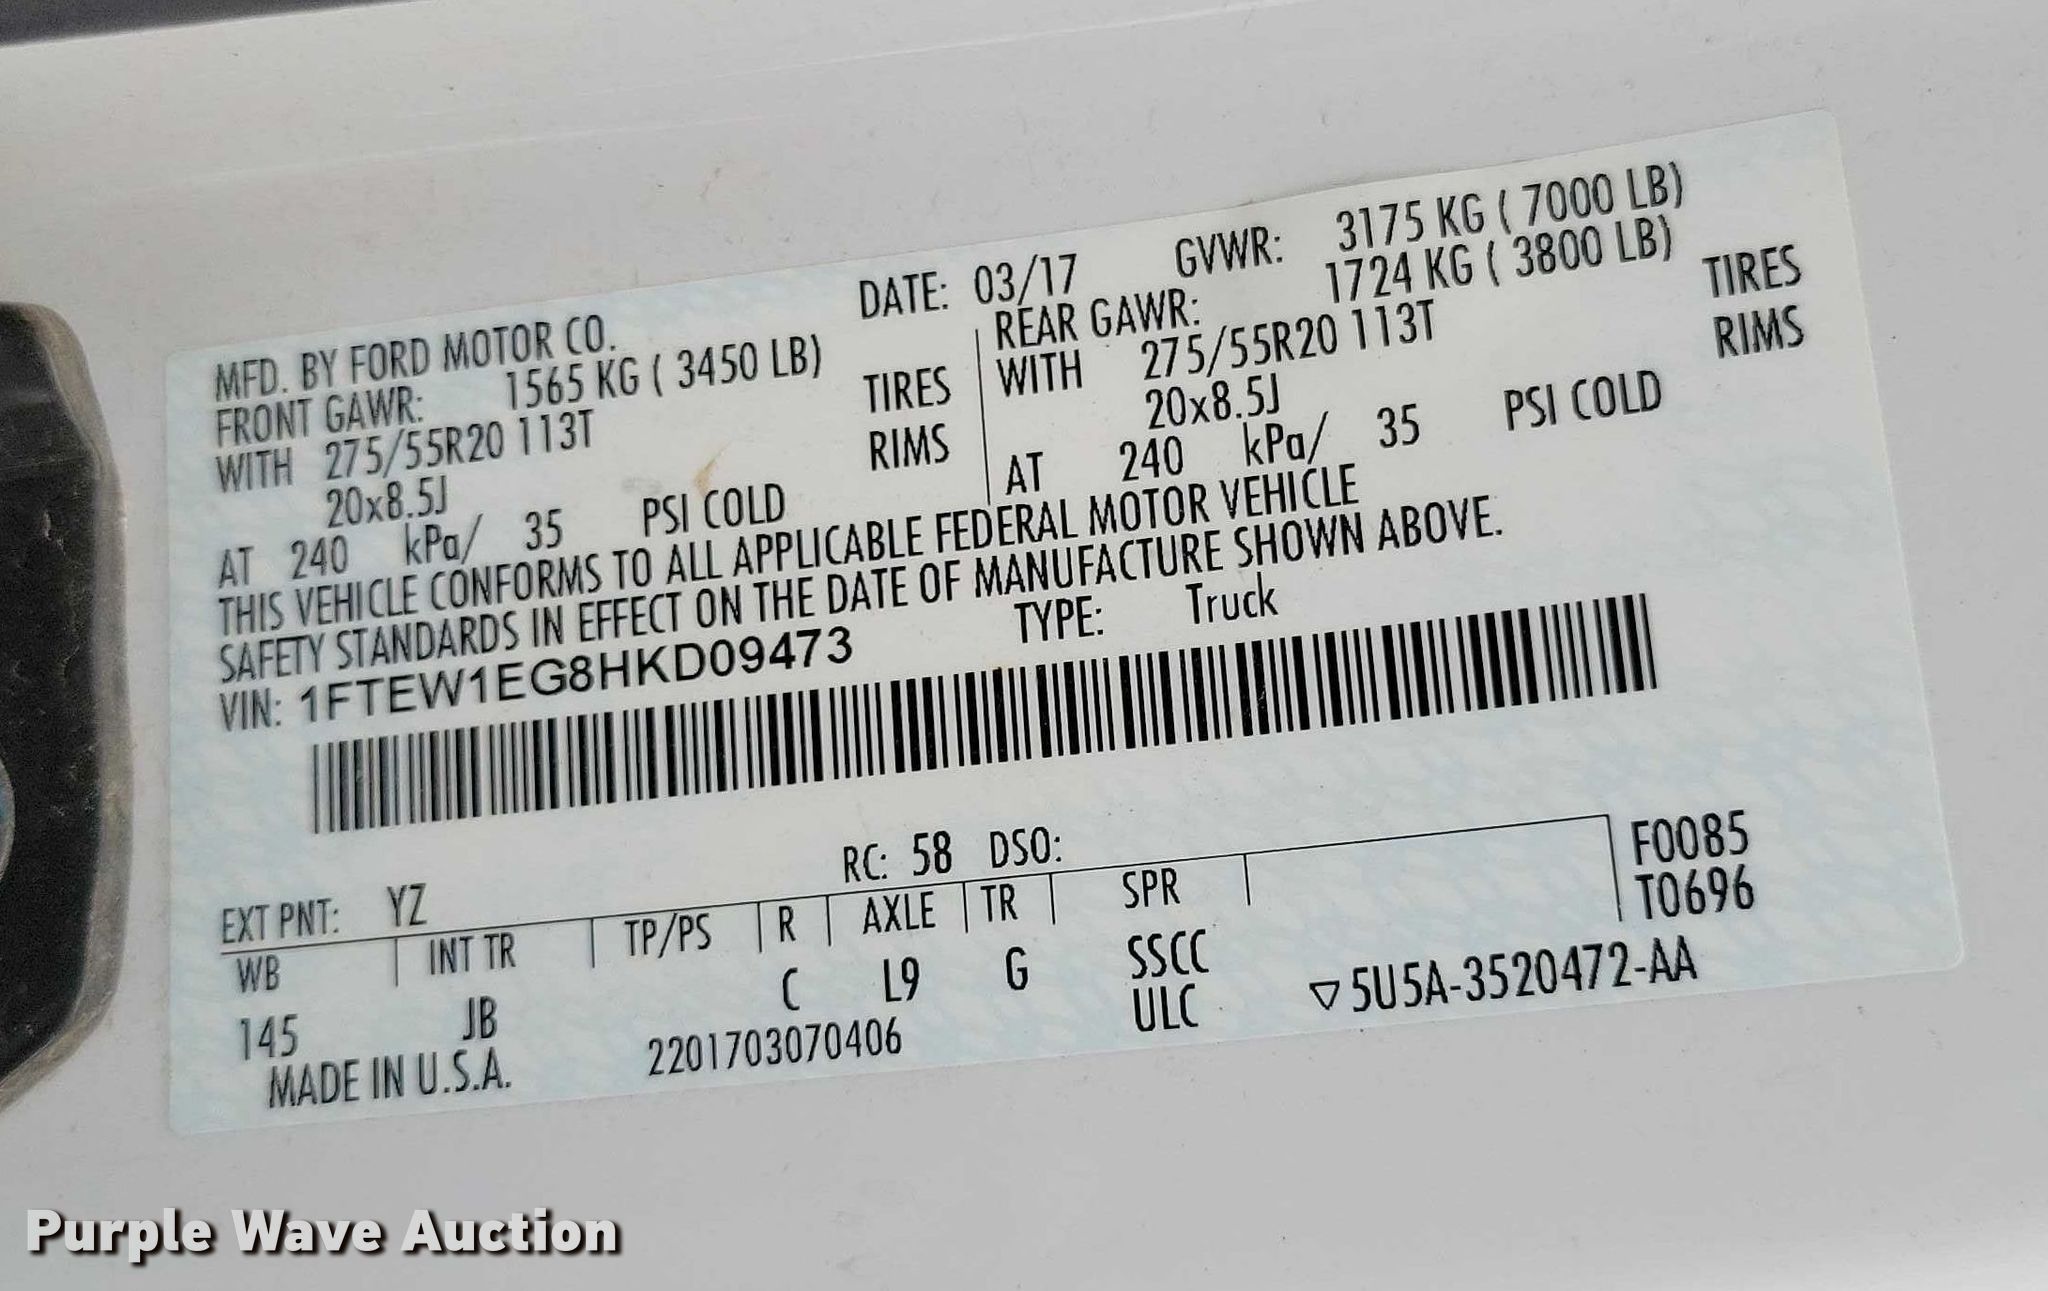 MFD. BY FORD MOTOR CO. DATE: 03/17 GVWR: 3175 KG ( 7000 LB)
FRONT GAWR: 1565 KG ( 3450 LB) REAR GAWR: 1724 KG ( 3800 LB)
WITH 275/55R20 113T TIRES WITH 275/55R20 113T TIRES
20x8.5J RIMS 20x8.5J RIMS
AT 240 kPa/ 35 PSI COLD AT 240 kPa/ 35 PSI COLD
THIS VEHICLE CONFORMS TO ALL APPLICABLE FEDERAL MOTOR VEHICLE
SAFETY STANDARDS IN EFFECT ON THE DATE OF MANUFACTURE SHOWN ABOVE.
VIN: 1FTEW1EG8HKD09473 TYPE: Truck
EXT PNT: YZ RC: 58 DSO: F0085
WB INT TR TP/PS R AXLE TR SPR T0696
145 JB C L9 G SSCC
ULC
MADE IN U.S.A. 2201703070406 ▽5U5A-3520472-AA
Purple Wave Auction